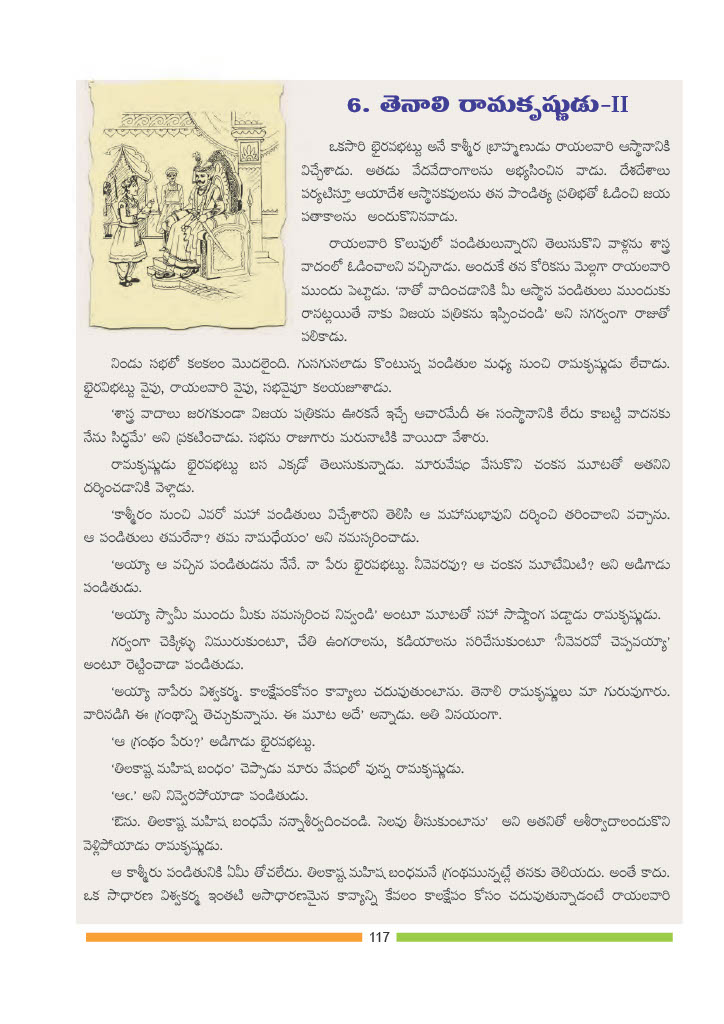 6. తెనాలి రామకృష్ణుడు-II
ఒకసారి భైరవభట్టు అనే కాశ్మీర బ్రాహ్మణుడు రాయలవారి ఆస్థానానికి
విచ్చేశాడు. అతడు వేదవేదాంగాలను అభ్యసించిన వాడు. దేశదేశాలు
పర్యటిస్తూ ఆయాదేశ ఆస్థానకవులను తన పాండిత్య ప్రతిభతో ఓడించి జయ
పతాకాలను అందుకొనినవాడు.
రాయలవారి కొలువులో పండితులున్నారని తెలుసుకొని వాళ్లను శాస్త్ర
వాదంలో ఓడించాలని వచ్చినాడు. అందుకే తన కోరికను మెల్లగా రాయలవారి
ముందు పెట్టాడు. 'నాతో వాదించడానికి మీ ఆస్థాన పండితులు ముందుకు
రానట్లయితే నాకు విజయ పత్రికను ఇప్పించండి' అని సగర్వంగా రాజుతో
పలికాడు.
నిండు సభలో కలకలం మొదలైంది. గుసగుసలాడు కొంటున్న పండితుల మధ్య నుంచి రామకృష్ణుడు లేచాడు.
భైరవిభట్టు వైపు, రాయలవారి వైపు, సభవైపూ కలయజూశాడు.
'శాస్త్ర వాదాలు జరగకుండా విజయ పత్రికను ఊరకనే ఇచ్చే ఆచారమేదీ ఈ సంస్థానానికి లేదు కాబట్టి వాదనకు
నేను సిద్ధమే' అని ప్రకటించాడు. సభను రాజుగారు మరునాటికి వాయిదా వేశారు.
రామకృష్ణుడు భైరవభట్టు బస ఎక్కడో తెలుసుకున్నాడు. మారువేషం వేసుకొని చంకన మూటతో అతనిని
దర్శించడానికి వెళ్లాడు.
'కాశ్మీరం నుంచి ఎవరో మహా పండితులు విచ్చేశారని తెలిసి ఆ మహానుభావుని దర్శించి తరించాలని వచ్చాను.
ఆ పండితులు తమరేనా? తమ నామధేయం' అని నమస్కరించాడు.
'అయ్యా ఆ వచ్చిన పండితుడను నేనే. నా పేరు భైరవభట్టు. నీవెవరవు? ఆ చంకన మూటేమిటి? అని అడిగాడు
పండితుడు.
'అయ్యా స్వామీ ముందు మీకు నమస్కరించ నివ్వండి' అంటూ మూటతో సహా సాష్టాంగ పడ్డాడు రామకృష్ణుడు.
గర్వంగా చెక్కిళ్ళు నిమురుకుంటూ, చేతి ఉంగరాలను, కడియాలను సరిచేసుకుంటూ 'నీవెవరవో చెప్పవయ్యా'
అంటూ రెట్టించాడా పండితుడు.
'అయ్యా నాపేరు విశ్వకర్మ. కాలక్షేపంకోసం కావ్యాలు చదువుతుంటాను. తెనాలి రామకృష్ణులు మా గురువుగారు.
వారినడిగి ఈ గ్రంథాన్ని తెచ్చుకున్నాను. ఈ మూట అదే' అన్నాడు. అతి వినయంగా.
'ఆ గ్రంథం పేరు?' అడిగాడు భైరవభట్టు.
'తిలకాష్ట మహిష బంధం' చెప్పాడు మారు వేషంలో వున్న రామకృష్ణుడు.
'ఆఁ.' అని నివ్వెరపోయాడా పండితుడు.
'ఔను. తిలకాష్ట మహిష బంధమే నన్నాశీర్వదించండి. సెలవు తీసుకుంటాను' అని అతనితో ఆశీర్వాదాలందుకొని
వెళ్లిపోయాడు రామకృష్ణుడు.
ఆ కాశ్మీరు పండితునికి ఏమీ తోచలేదు. తిలకాష్ట మహిష బంధమనే గ్రంథమున్నట్లే తనకు తెలియదు. అంతే కాదు.
ఒక సాధారణ విశ్వకర్మ ఇంతటి అసాధారణమైన కావ్యాన్ని కేవలం కాలక్షేపం కోసం చదువుతున్నాడంటే రాయలవారి
117